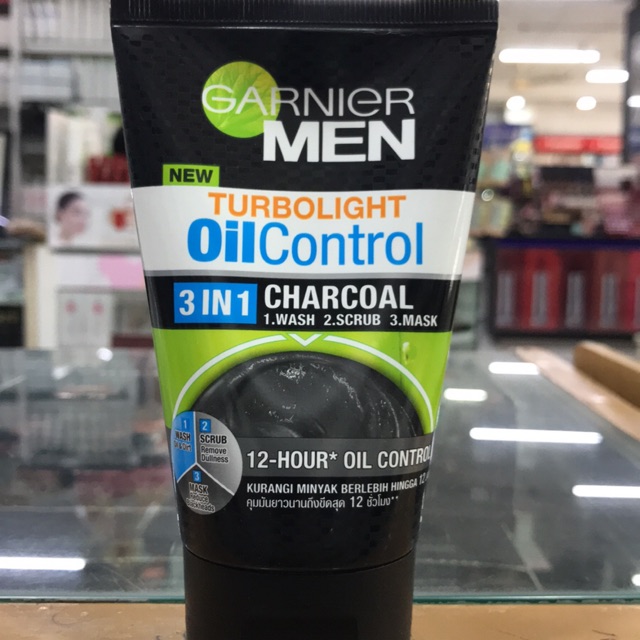 GARNIER
MEN
NEW
TURBOLIGHT
OilControl
3 IN 1
CHARCOAL
1.WASH 2.SCRUB 3.MASK
1
WASH
2
SCRUB
Remove
Dullness
3
MASK
12-HOUR* OIL CONTROL
KURANGI MINYAK BERLEBIH HINGGA 12
คุมมันยาวนานถึงขีดสุด 12 ชั่วโมง**